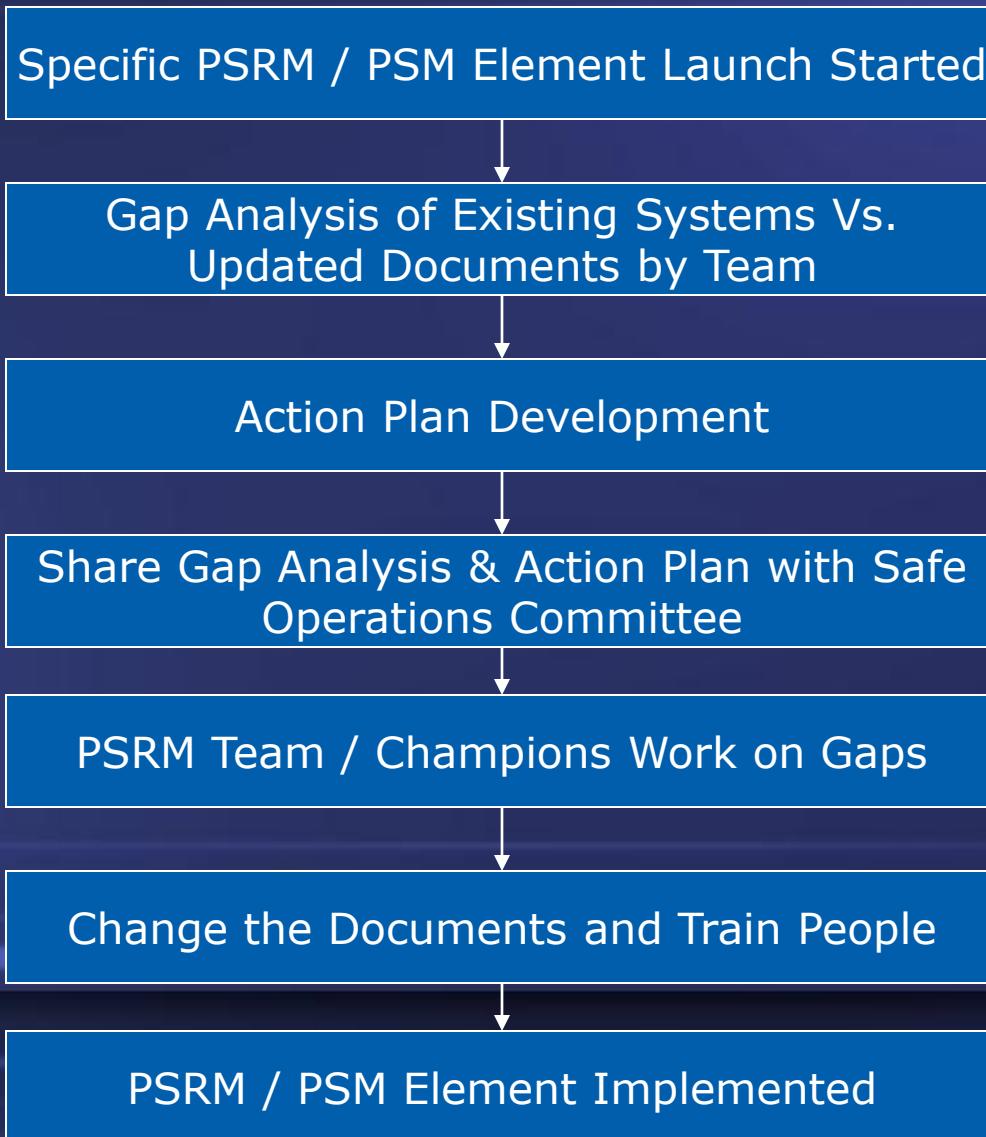 Specific PSRM / PSM Element Launch Started
Gap Analysis of Existing Systems Vs.
Updated Documents by Team
Action Plan Development
Share Gap Analysis & Action Plan with Safe
Operations Committee
PSRM Team / Champions Work on Gaps
Change the Documents and Train People
PSRM / PSM Element Implemented